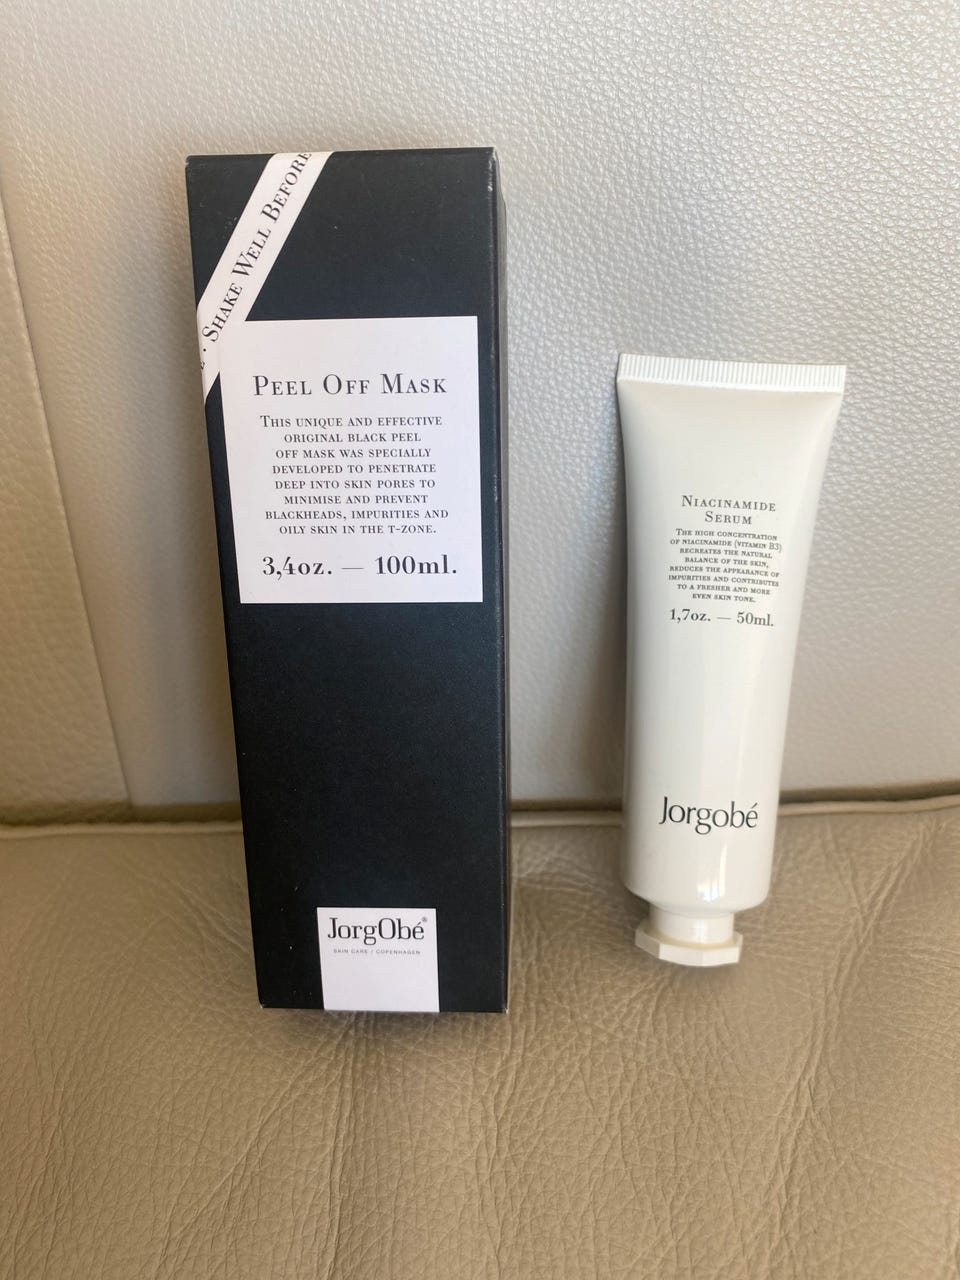 · Shake Well Before
Peel Off Mask
This unique and effective
original black peel
off mask was specially
developed to penetrate
deep into skin pores to
minimise and prevent
blackheads, impurities and
oily skin in the t-zone.
3,4oz. — 100ml.
JorgObé®
SKIN CARE / COPENHAGEN
Niacinamide
Serum
The high concentration
of niacinamide (vitamin B3)
recreates the natural
balance of the skin,
reduces the appearance of
impurities and contributes
to a fresher and more
even skin tone.
1,7oz. — 50ml.
Jorgobé